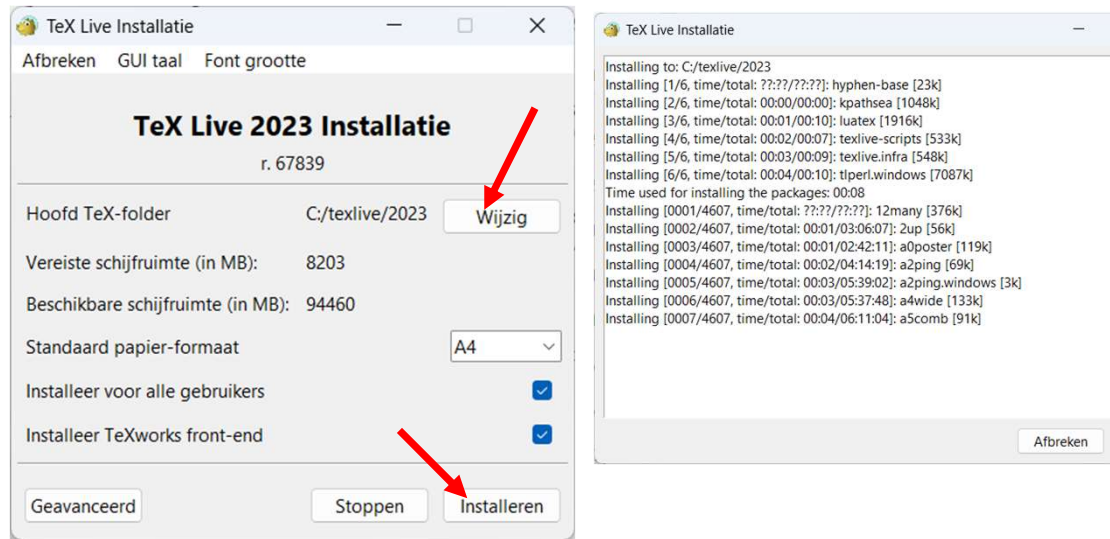 TeX Live Installatie
Afbreken GUI taal Font grootte
TeX Live 2023 Installatie
r. 67839
Hoofd TeX-folder C:/texlive/2023 Wijzig
Vereiste schijfruimte (in MB): 8203
Beschikbare schijfruimte (in MB): 94460
Standaard papier-formaat A4
Installeer voor alle gebruikers
Installeer TeXworks front-end
Geavanceerd Stoppen Installeren
TeX Live Installatie
Installing to: C:/texlive/2023
Installing [1/6, time/total: ??:??/??:??]: hyphen-base [23k]
Installing [2/6, time/total: 00:00/00:00]: kpathsea [1048k]
Installing [3/6, time/total: 00:01/00:10]: luatex [1916k]
Installing [4/6, time/total: 00:02/00:07]: texlive-scripts [533k]
Installing [5/6, time/total: 00:03/00:09]: texlive.infra [548k]
Installing [6/6, time/total: 00:04/00:10]: tlperl.windows [7087k]
Time used for installing the packages: 00:08
Installing [0001/4607, time/total: ??:??/??:??]: 12many [376k]
Installing [0002/4607, time/total: 00:01/03:06:07]: 2up [56k]
Installing [0003/4607, time/total: 00:01/02:42:11]: a0poster [119k]
Installing [0004/4607, time/total: 00:02/04:14:19]: a2ping [69k]
Installing [0005/4607, time/total: 00:03/05:39:02]: a2ping.windows [3k]
Installing [0006/4607, time/total: 00:03/05:37:48]: a4wide [133k]
Installing [0007/4607, time/total: 00:04/06:11:04]: a5comb [91k]
Afbreken